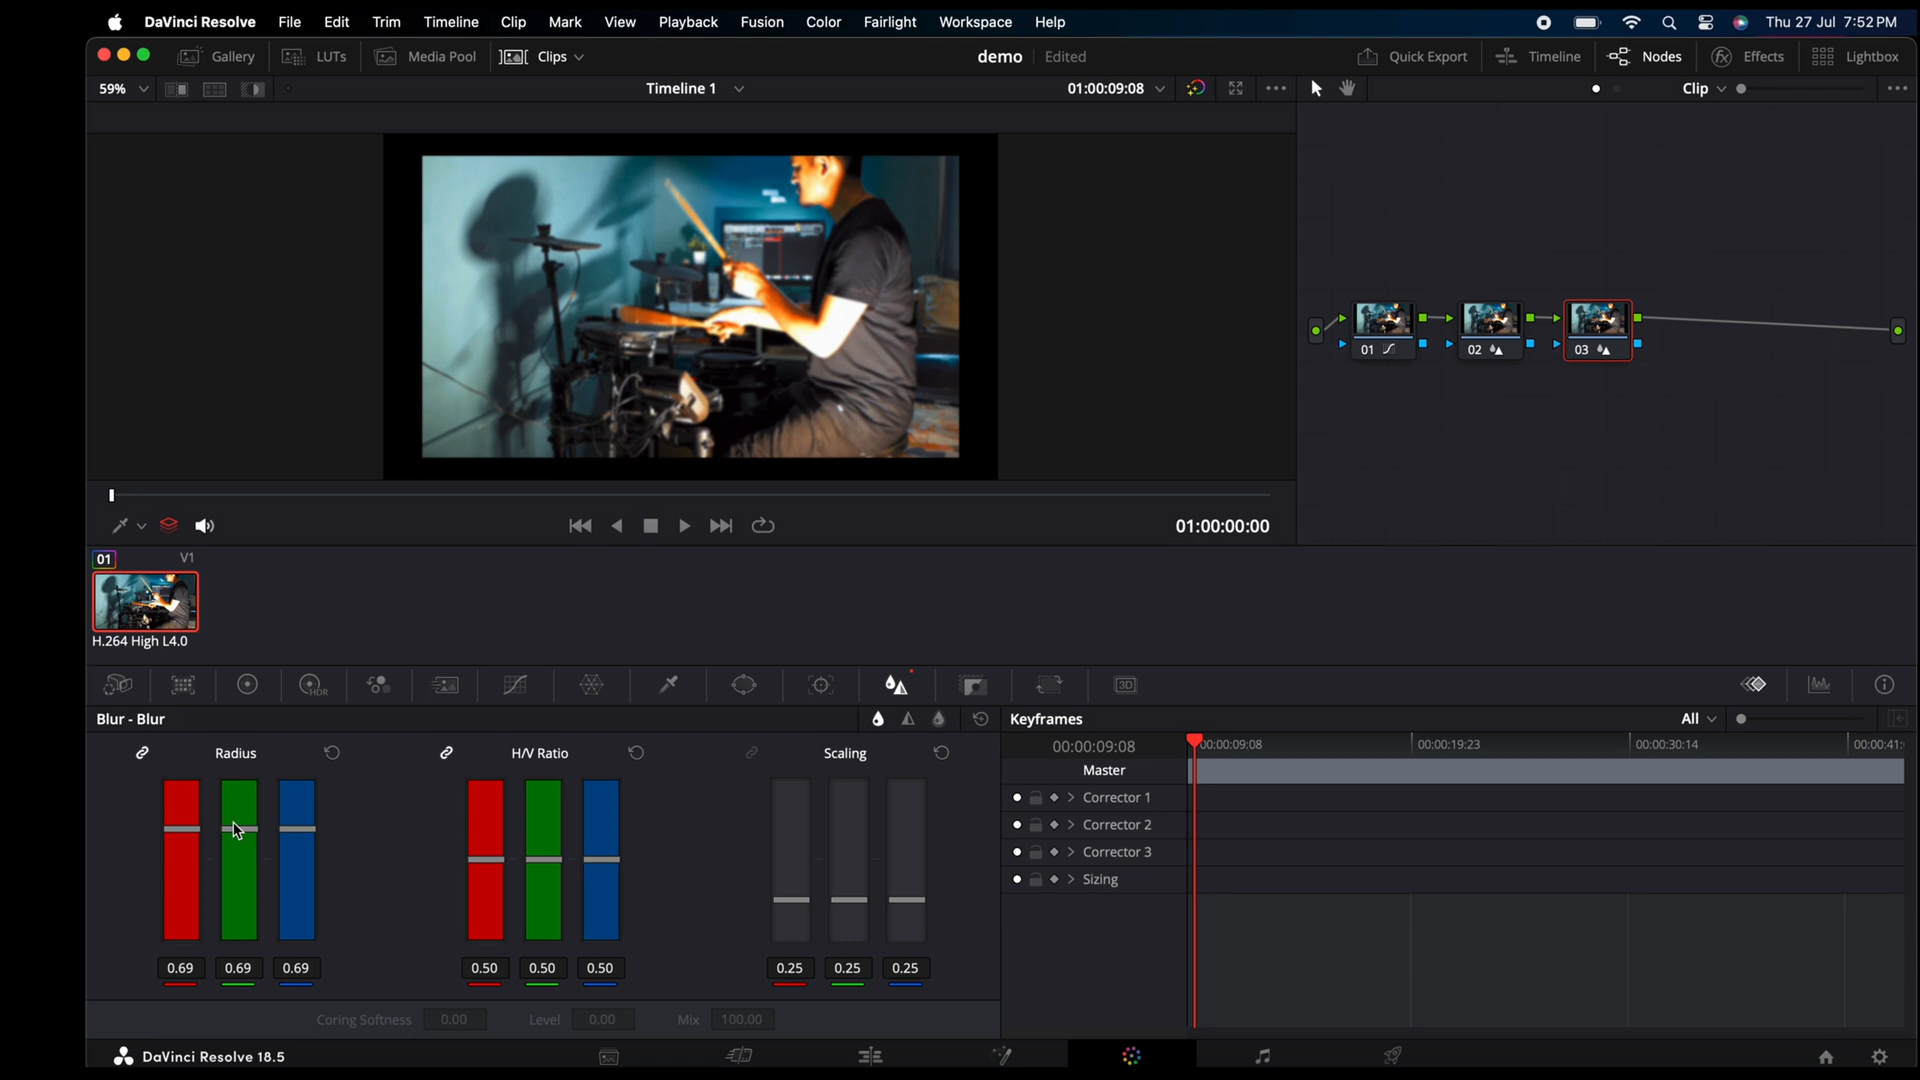 DaVinci Resolve File Edit Trim Timeline Clip Mark View Playback Fusion Color Fairlight Workspace Help Thu 27 Jul 7:52 PM
Gallery LUTs Media Pool Clips demo Edited Quick Export Timeline Nodes Effects Lightbox
59% Timeline 1 01:00:09:08 Clip
01 02 03
01:00:00:00
01 V1
H.264 High L4.0
HDR 3D
Blur - Blur Keyframes All
Radius H/V Ratio Scaling 00:00:09:08 00:00:09:08 00:00:19:23 00:00:30:14 00:00:41:
Master
Corrector 1
Corrector 2
Corrector 3
Sizing
0.69 0.69 0.69 0.50 0.50 0.50 0.25 0.25 0.25
Coring Softness 0.00 Level 0.00 Mix 100.00
DaVinci Resolve 18.5